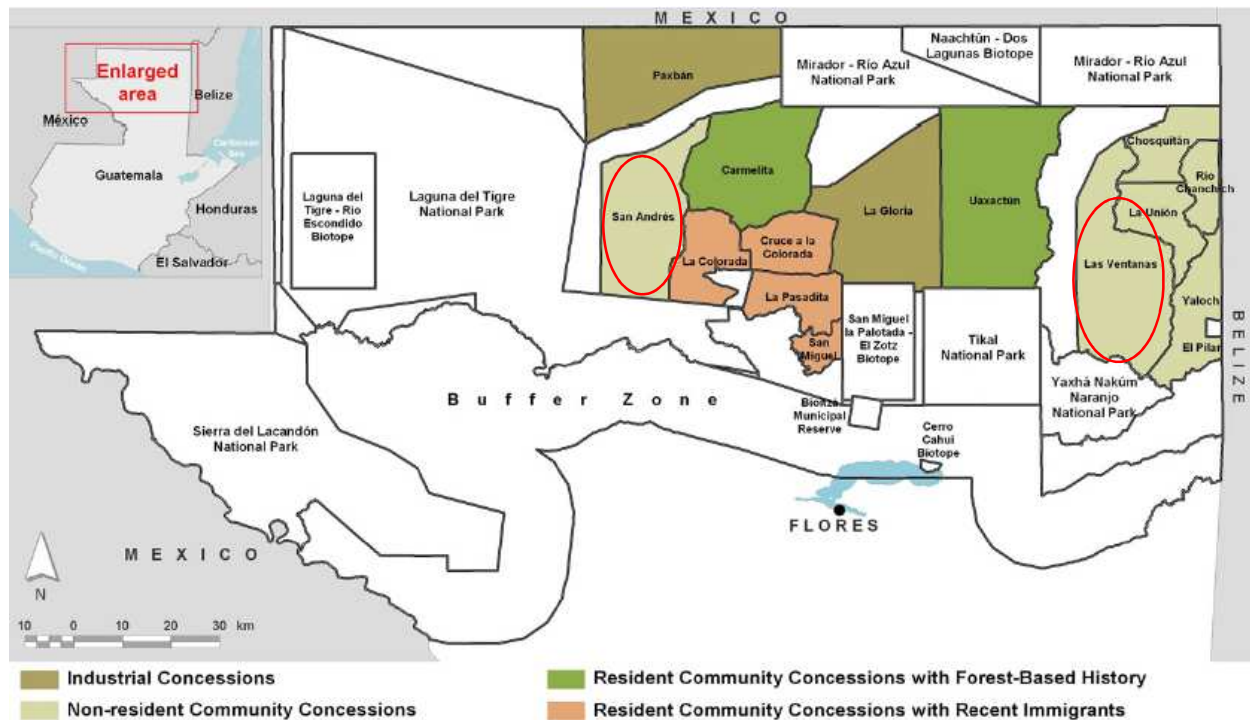 MEXICO
Enlarged
area
Belize
México
Caribbean
Sea
Guatemala
Honduras
El Salvador
Pacific Ocean
Paxbán
Naachtún - Dos
Lagunas Biotope
Mirador - Río Azul
National Park
Mirador - Río Azul
National Park
Chosquitán
Río
Chanchich
Carmelita
Laguna del
Tigre - Río
Escondido
Biotope
Laguna del Tigre
National Park
San Andrés
La Gloria
Uaxactún
La Unión
Cruce a la
Colorada
La Colorada
Las Ventanas
La Pasadita
Yaloch
San Miguel
la Palotada -
El Zotz
Biotope
Tikal
National Park
San
Miguel
El Pilar
BELIZE
Yaxhá Nakúm
Naranjo
National Park
Buffer Zone
Bioitzá
Municipal
Reserve
Sierra del Lacandón
National Park
Cerro
Cahui
Biotope
FLORES
MEXICO
N
10 0 10 20 30 km
Industrial Concessions
Non-resident Community Concessions
Resident Community Concessions with Forest-Based History
Resident Community Concessions with Recent Immigrants